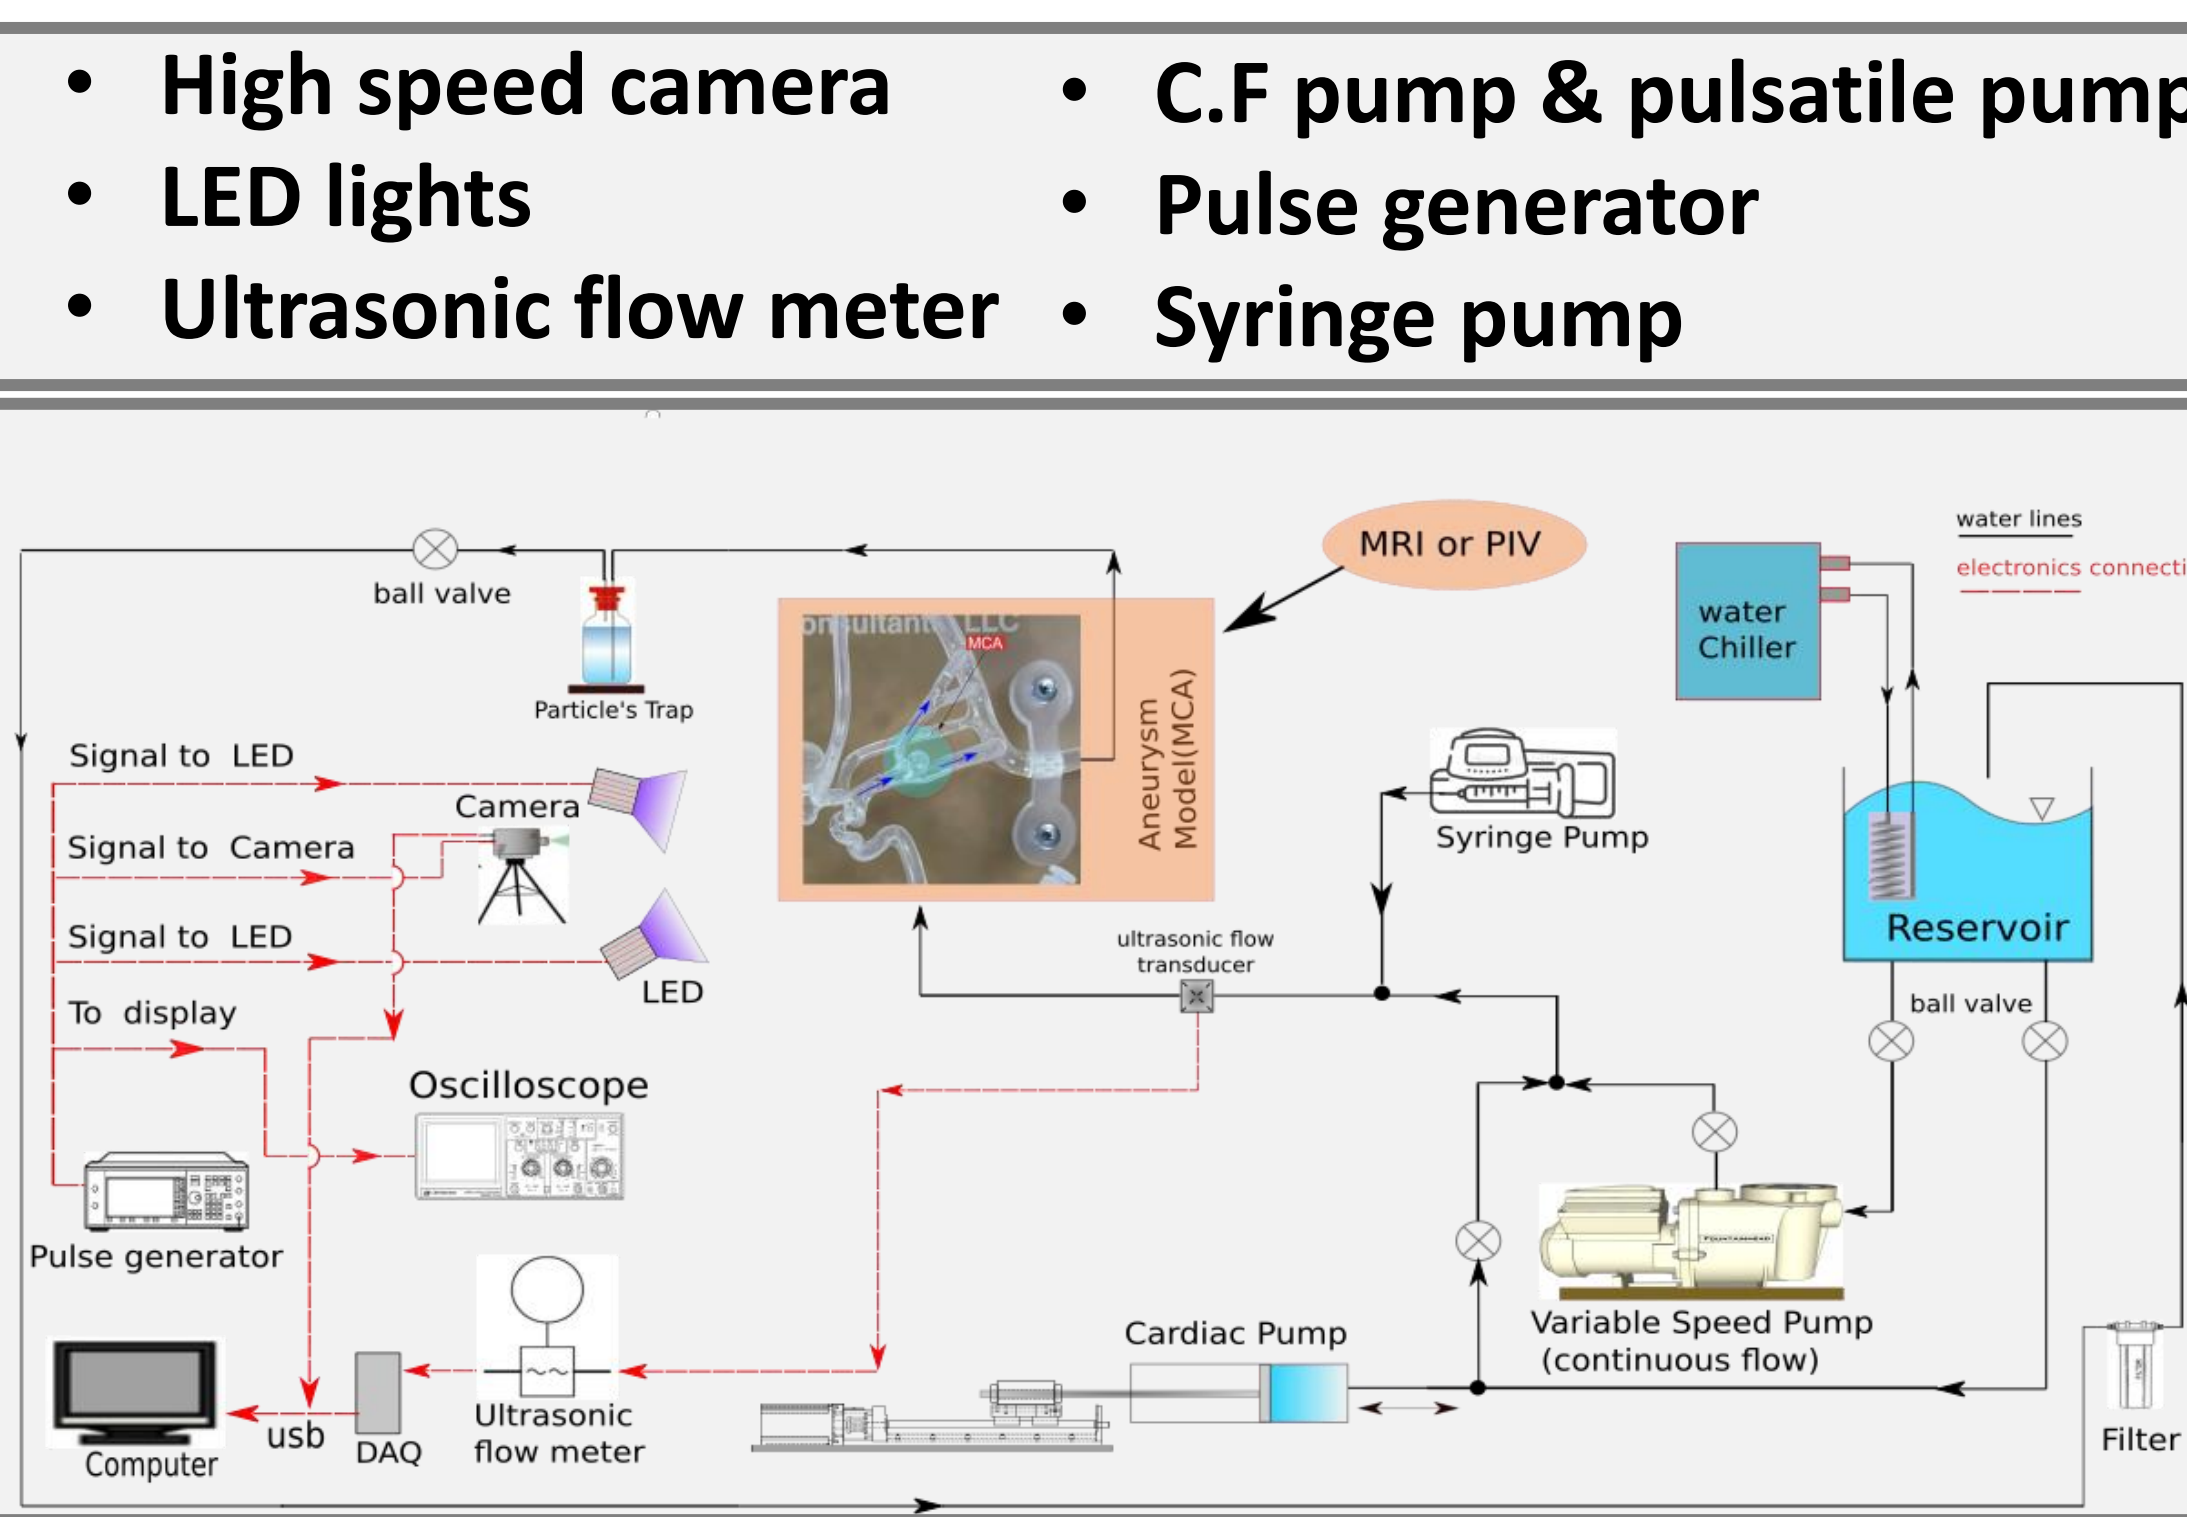 • High speed camera
• LED lights
• Ultrasonic flow meter
• C.F pump & pulsatile pump
• Pulse generator
• Syringe pump
MRI or PIV
water lines
electronics connecti
water
Chiller
ball valve
Particle's Trap
onsultant LLC
MCA
Aneurysm
Model(MCA)
Signal to LED
Camera
Signal to Camera
Signal to LED
LED
To display
Syringe Pump
ultrasonic flow
transducer
Reservoir
ball valve
Oscilloscope
Pulse generator
FOUNTAINHEAD
Variable Speed Pump
(continuous flow)
Cardiac Pump
Ultrasonic
flow meter
usb
DAQ
Computer
Filter